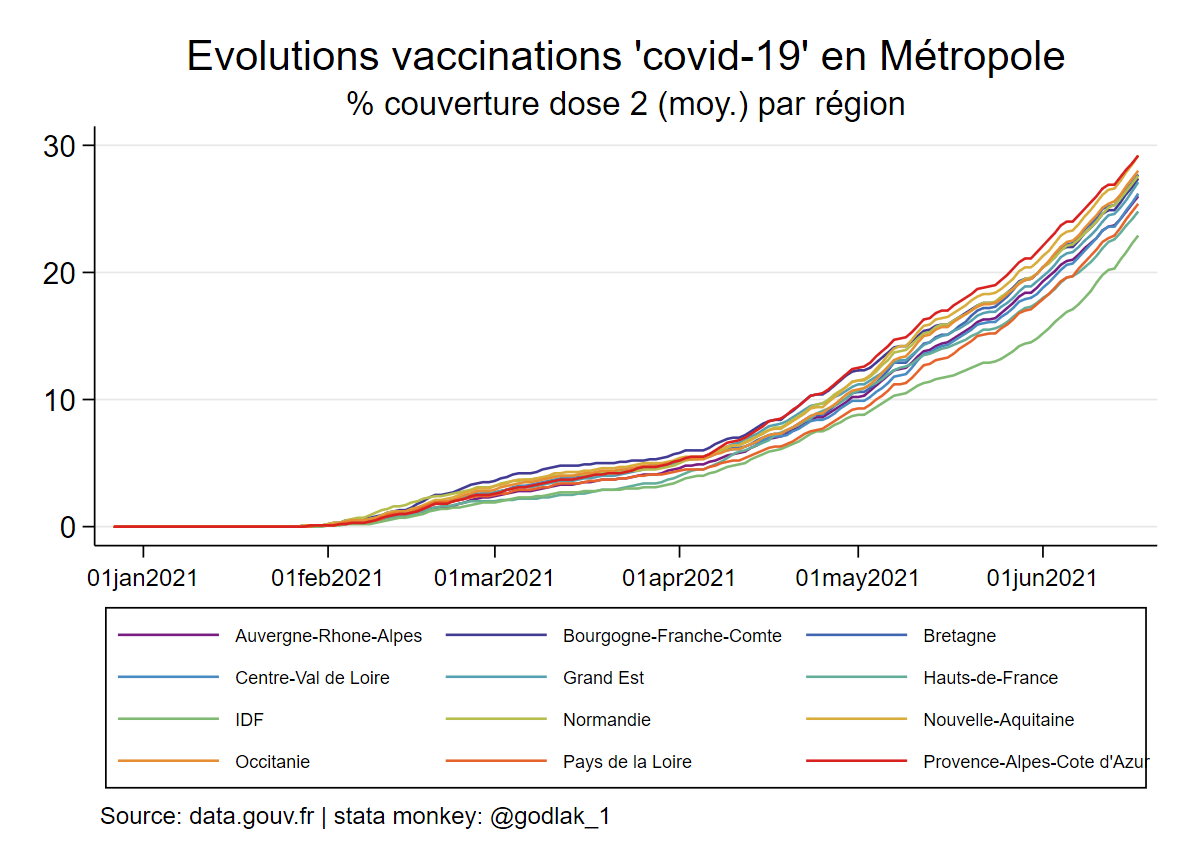 Evolutions vaccinations 'covid-19' en Métropole
% couverture dose 2 (moy.) par région
30
20
10
0
01jan2021 01feb2021 01mar2021 01apr2021 01may2021 01jun2021
Auvergne-Rhone-Alpes Bourgogne-Franche-Comte Bretagne
Centre-Val de Loire Grand Est Hauts-de-France
IDF Normandie Nouvelle-Aquitaine
Occitanie Pays de la Loire Provence-Alpes-Cote d'Azur
Source: data.gouv.fr | stata monkey: @godlak_1